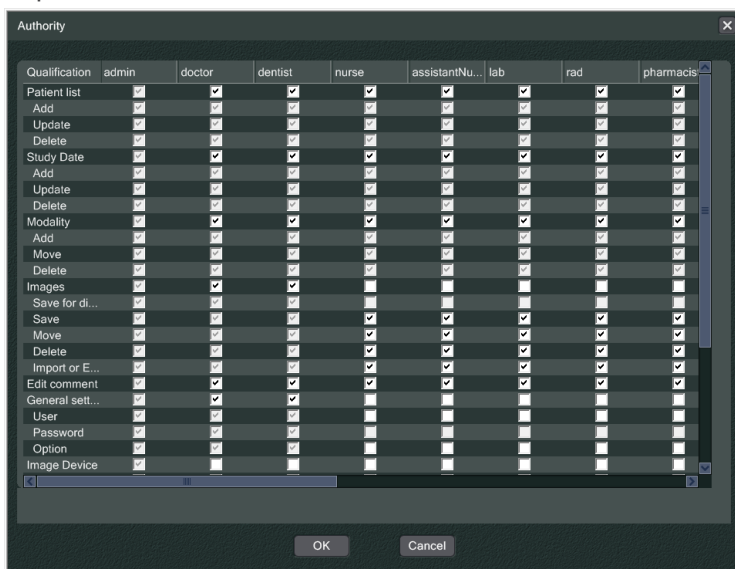 Authority
Qualification admin doctor dentist nurse assistantNu... lab rad pharmacis
Patient list
Add
Update
Delete
Study Date
Add
Update
Delete
Modality
Add
Move
Delete
Images
Save for di...
Save
Move
Delete
Import or E...
Edit comment
General sett...
User
Password
Option
Image Device
OK Cancel